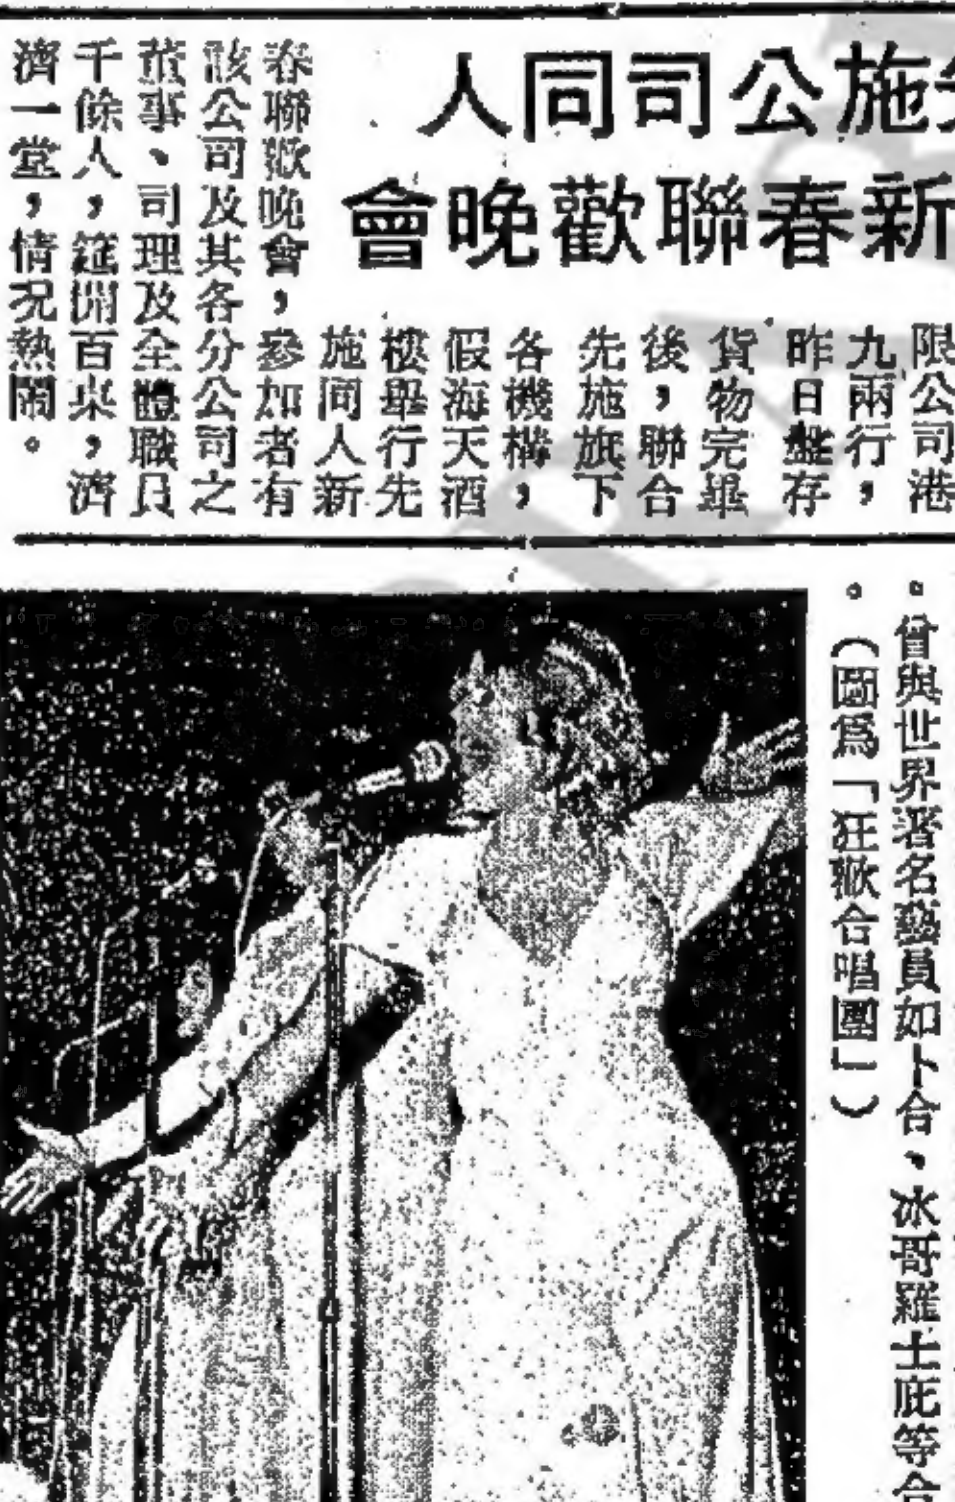 施公司同人
新春聯歡晚會
限公司港
九兩行，
昨日盤存
貨物完畢
後，聯合
先施旗下
各機構，
假海天酒
樓舉行先
施同人新
春聯歡晚會，參加者有
該公司及其各分公司之
董事、司理及全體職員
千餘人，筵開百桌，濟
濟一堂，情況熱鬧。
。曾與世界著名藝員如卜合、冰哥羅士庇等合
。（圖爲「狂歡合唱團」）